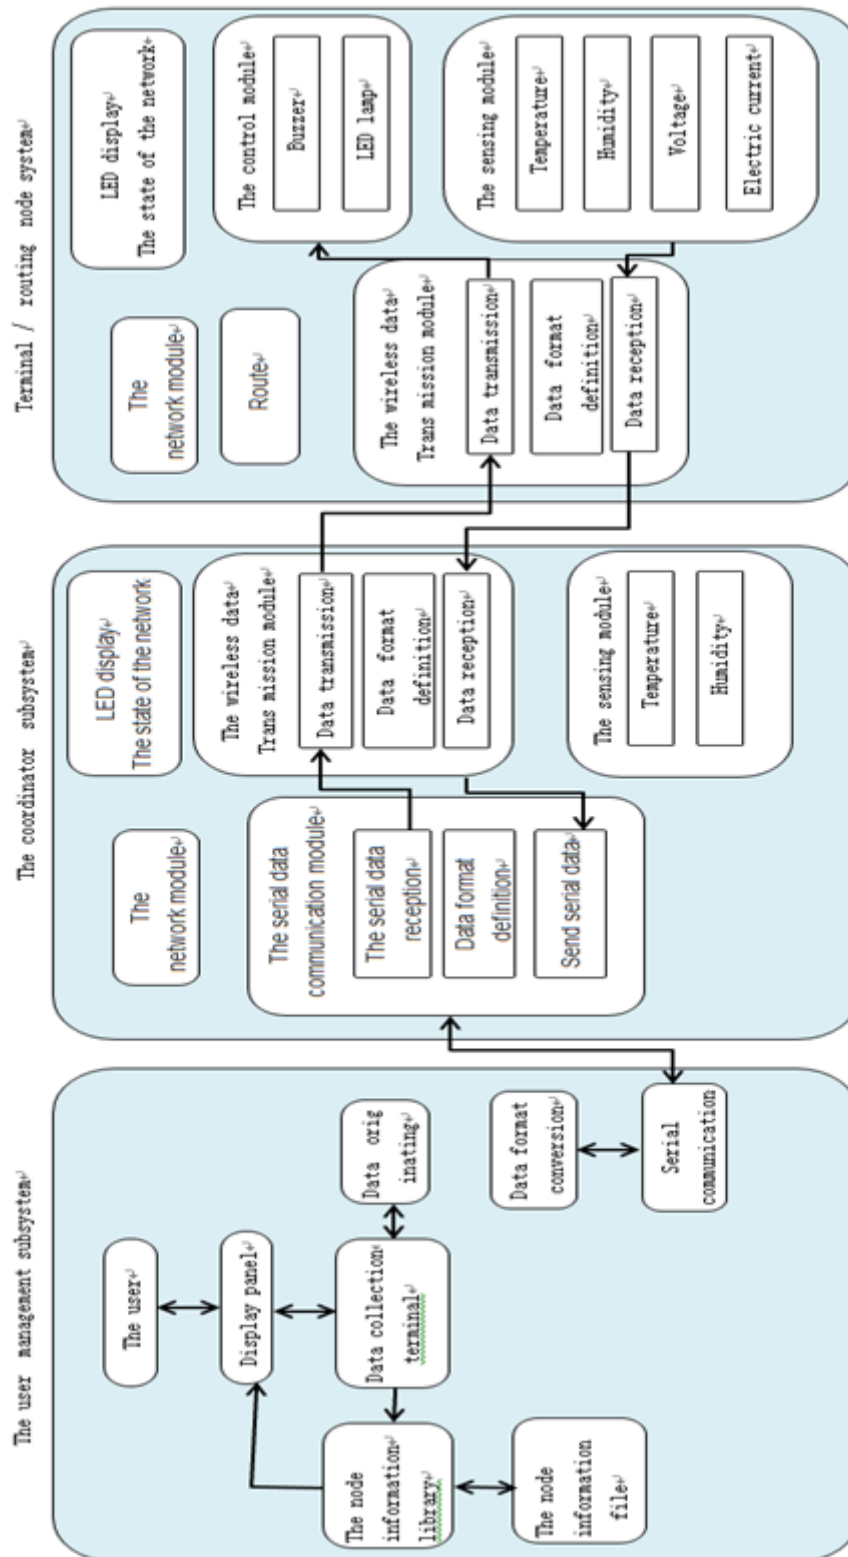 The user management subsystem
The user
Display panel
Data collection
terminal
Data orig
inating
The node
information
library
The node
information
file
Data format
conversion
Serial
communication
The coordinator subsystem
The
network module
LED display
The state of the network
The serial data
communication module
The serial data
reception
Data format
definition
Send serial data
The wireless data
Trans mission module
Data transmission
Data format
definition
Data reception
The sensing module
Temperature
Humidity
Terminal / routing node system
The
network module
Route
LED display
The state of the network
The wireless data
Trans mission module
Data transmission
Data format
definition
Data reception
The control module
Buzzer
LED lamp
The sensing module
Temperature
Humidity
Voltage
Electric current